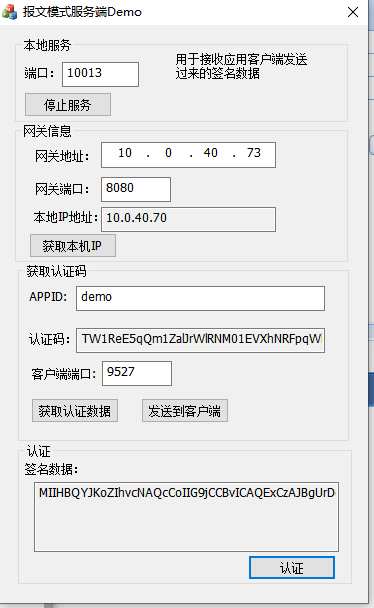 报文模式服务端Demo
本地服务
端口：
10013
用于接收应用客户端发送
过来的签名数据
停止服务
网关信息
网关地址：
10 . 0 . 40 . 73
网关端口：
8080
本地IP地址：
10.0.40.70
获取本机IP
获取认证码
APPID:
demo
认证码：
TW1ReE5qQm1ZalJrWlRNM01EVXhNRFpqW
客户端端口:
9527
获取认证数据
发送到客户端
认证
签名数据：
MIIHBQYJKoZIhvcNAQcCoIIG9jCCBvICAQExCzAJBgUrD
认证